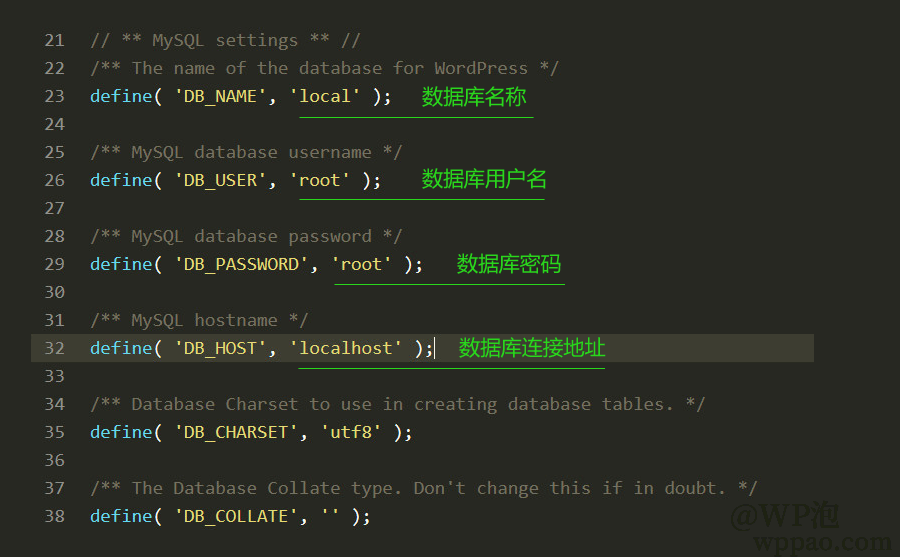 21 // ** MySQL settings ** //
22 /** The name of the database for WordPress */
23 define( 'DB_NAME', 'local' ); 数据库名称
24
25 /** MySQL database username */
26 define( 'DB_USER', 'root' ); 数据库用户名
27
28 /** MySQL database password */
29 define( 'DB_PASSWORD', 'root' ); 数据库密码
30
31 /** MySQL hostname */
32 define( 'DB_HOST', 'localhost' ); 数据库连接地址
33
34 /** Database Charset to use in creating database tables. */
35 define( 'DB_CHARSET', 'utf8' );
36
37 /** The Database Collate type. Don't change this if in doubt. */
38 define( 'DB_COLLATE', '' );
@WP泡
wppao.com